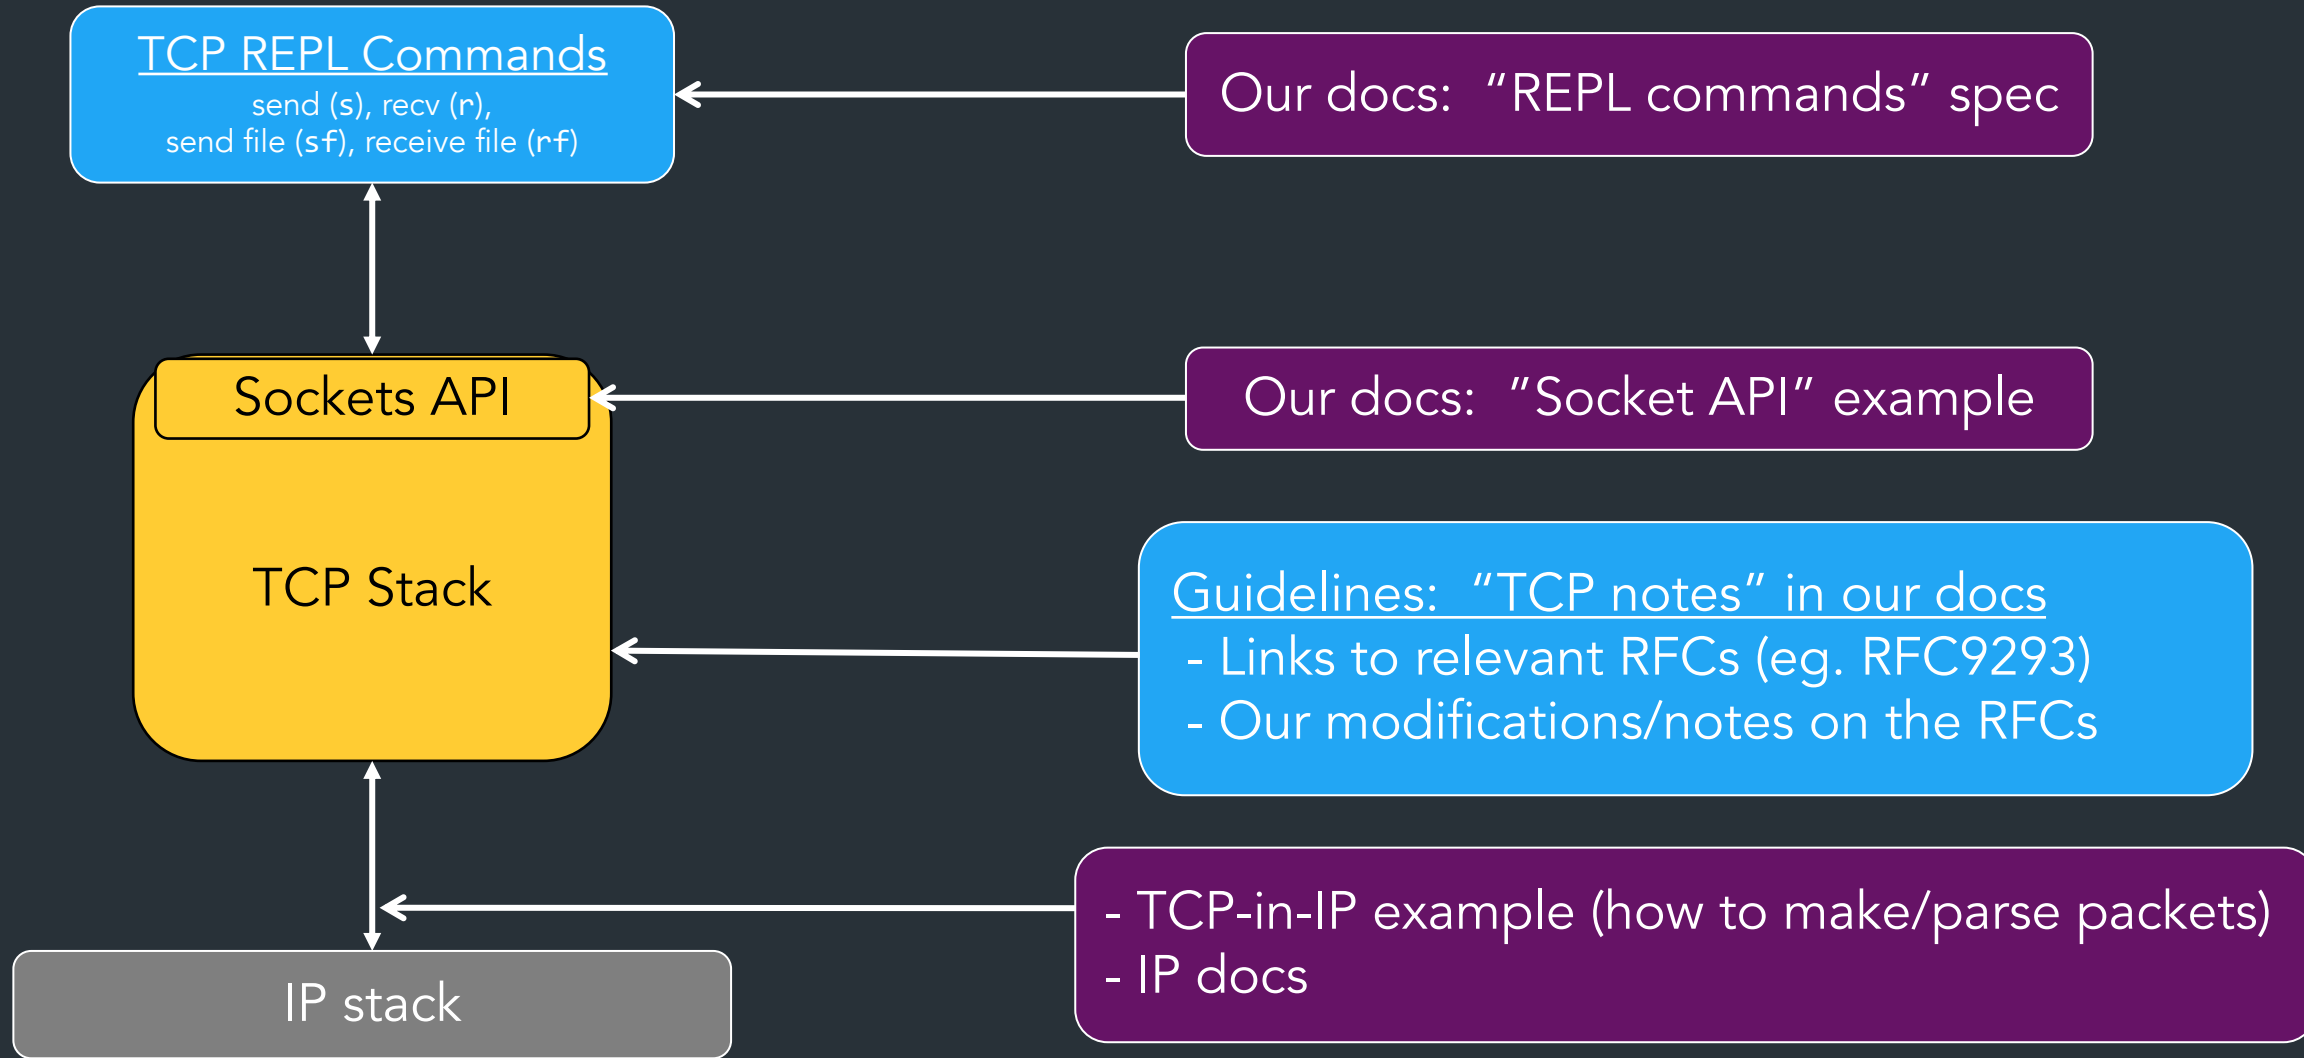 TCP REPL Commands
send (s), recv (r),
send file (sf), receive file (rf)
Our docs:  “REPL commands” spec
Sockets API
Our docs:  “Socket API” example
TCP Stack
Guidelines:  “TCP notes” in our docs
- Links to relevant RFCs (eg. RFC9293)
- Our modifications/notes on the RFCs
- TCP-in-IP example (how to make/parse packets)
- IP docs
IP stack